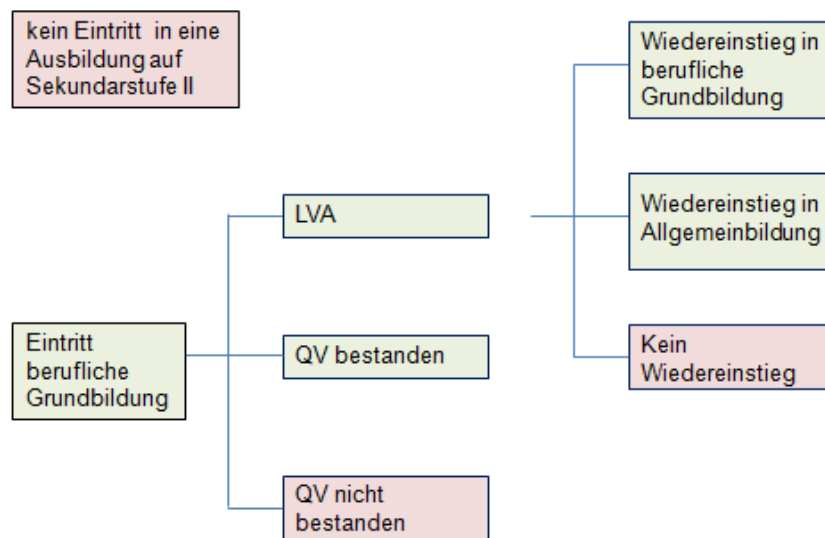 kein Eintritt in eine
Ausbildung auf
Sekundarstufe II
Wiedereinstieg in
berufliche
Grundbildung
LVA
Wiedereinstieg in
Allgemeinbildung
Eintritt
berufliche
Grundbildung
QV bestanden
Kein
Wiedereinstieg
QV nicht
bestanden